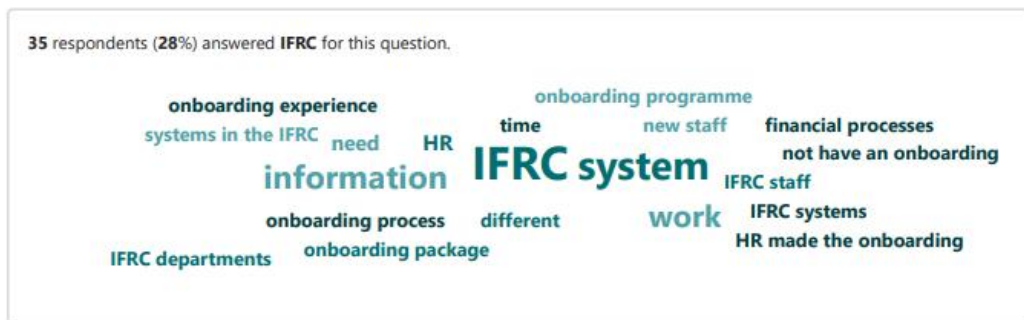 35 respondents (28%) answered IFRC for this question.
onboarding programme
onboarding experience
time
new staff
financial processes
systems in the IFRC
need
HR
not have an onboarding
IFRC system
information
IFRC staff
work
IFRC systems
onboarding process
different
HR made the onboarding
onboarding package
IFRC departments